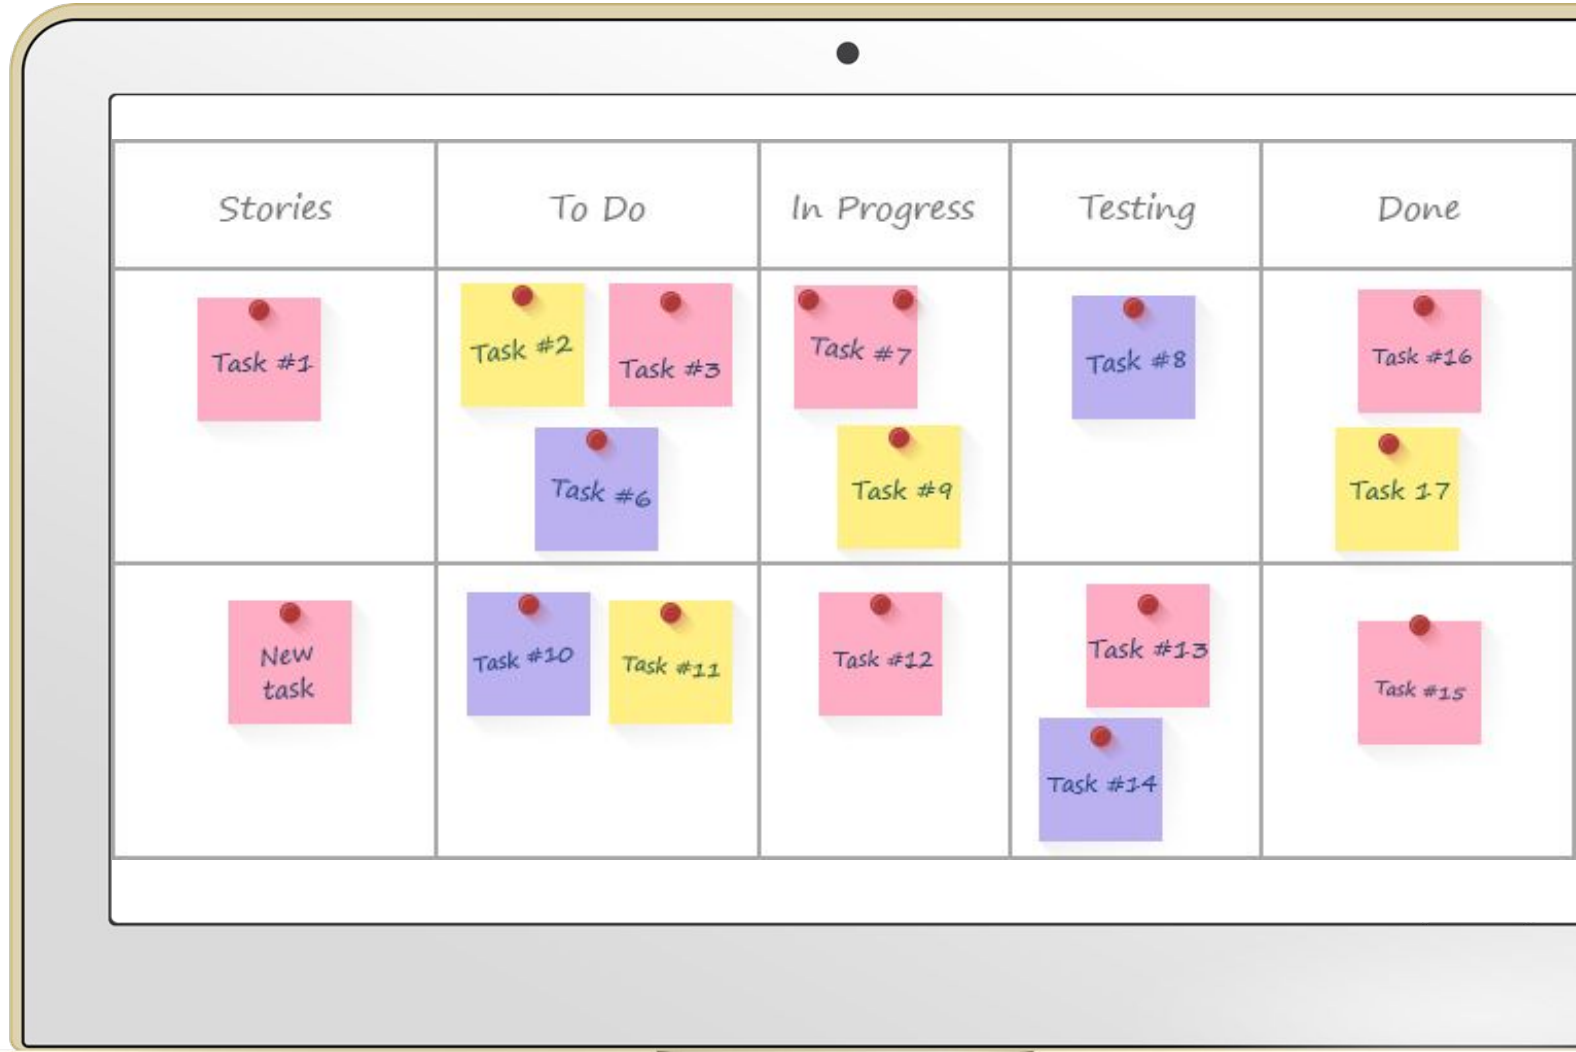 Stories
To Do
In Progress
Testing
Done
Task #1
Task #2
Task #3
Task #6
Task #7
Task #9
Task #8
Task #16
Task 17
New
task
Task #10
Task #11
Task #12
Task #13
Task #14
Task #15